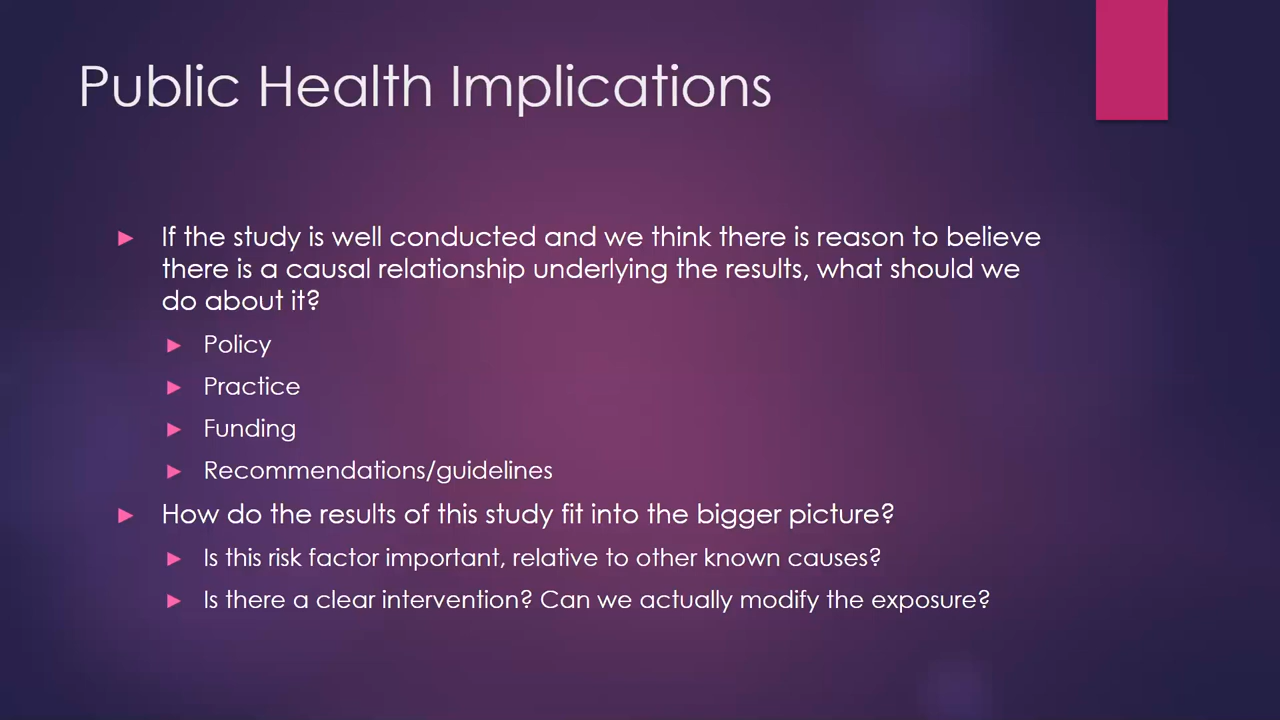 Public Health Implications
If the study is well conducted and we think there is reason to believe
there is a causal relationship underlying the results, what should we
do about it?
Policy
Practice
Funding
Recommendations/guidelines
How do the results of this study fit into the bigger picture?
Is this risk factor important, relative to other known causes?
Is there a clear intervention? Can we actually modify the exposure?